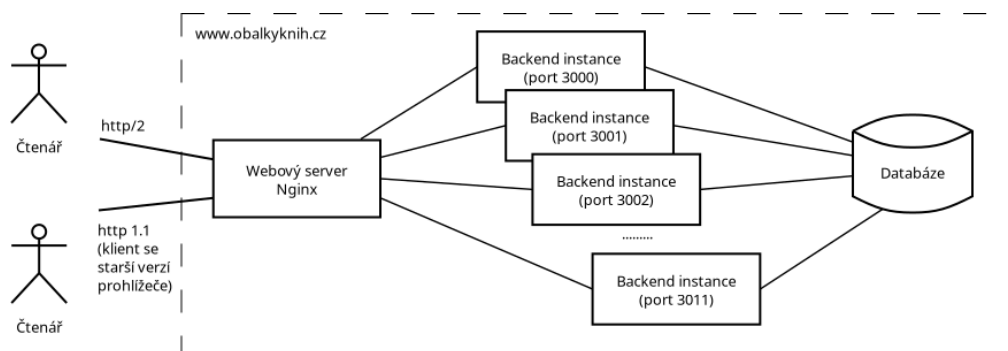 www.obalkyknih.cz
Čtenář
http/2
Čtenář
http 1.1
(klient se
starší verzí
prohlížeče)
Webový server
Nginx
Backend instance
(port 3000)
Backend instance
(port 3001)
Backend instance
(port 3002)
.........
Backend instance
(port 3011)
Databáze